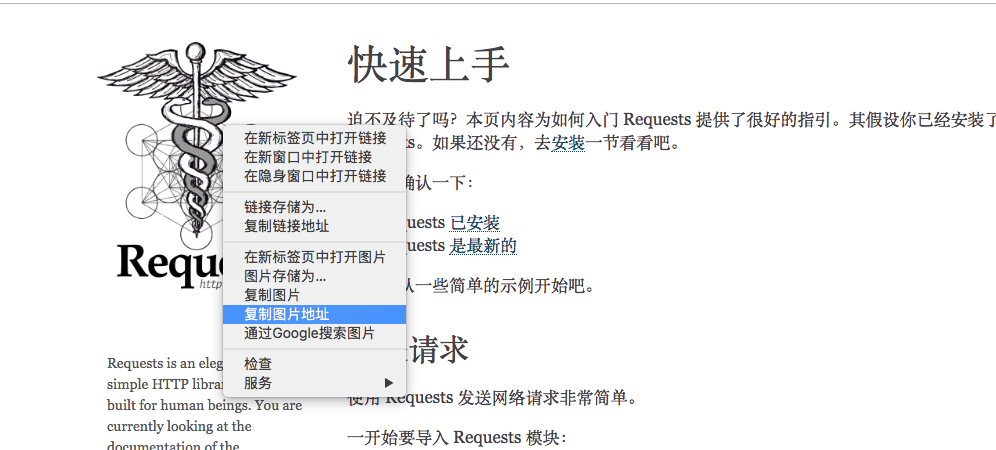 快速上手
迫不及待了吗？本页内容为如何入门 Requests 提供了很好的指引。其假设你已经安装了
。如果还没有，去安装一节看看吧。
确认一下：
已安装
是最新的
一些简单的示例开始吧。
请求
使用 Requests 发送网络请求非常简单。
一开始要导入 Requests 模块：
在新标签页中打开链接
在新窗口中打开链接
在隐身窗口中打开链接
链接存储为...
复制链接地址
在新标签页中打开图片
图片存储为...
复制图片
复制图片地址
通过Google搜索图片
检查
服务
Reque
http
Requests is an eleg
simple HTTP librar
built for human beings. You are
currently looking at the
documentation of the